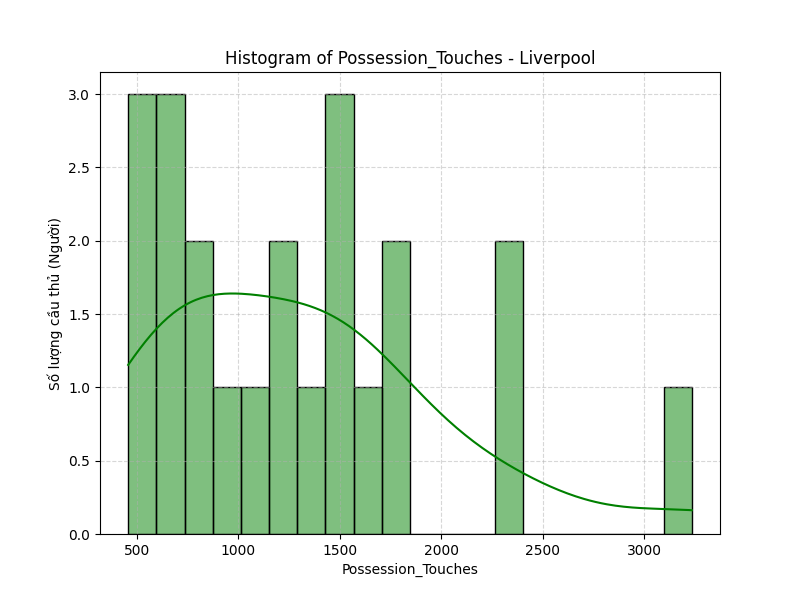 Histogram of Possession_Touches - Liverpool
3.0
2.5
2.0
1.5
1.0
0.5
0.0
Số lượng cầu thủ (Người)
500 1000 1500 2000 2500 3000
Possession_Touches